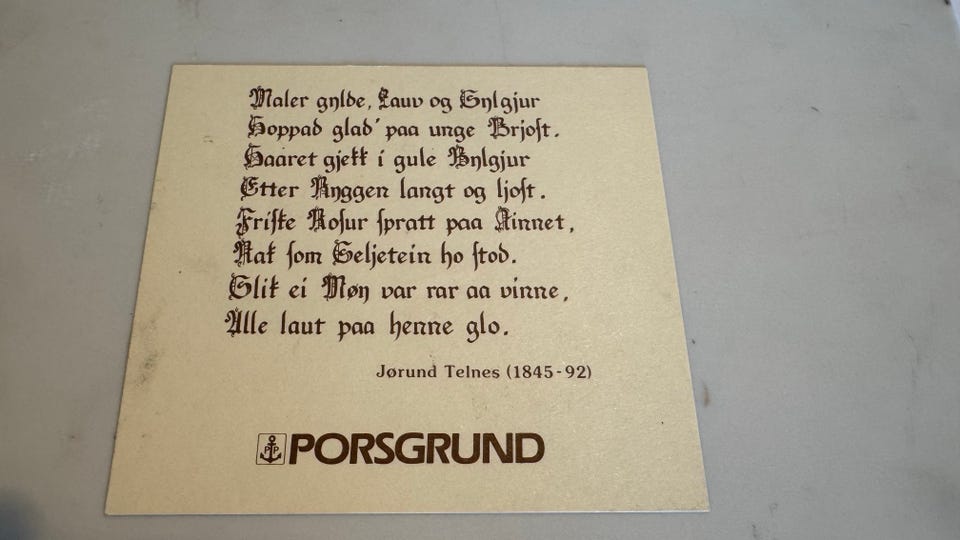 Maler gylde, Lauv og Sylgjur
Hoppad glad' paa unge Brjost.
Haaret gjekk i gule Bylgjur
Etter Ryggen langt og ljost.
Friske Rosur spratt paa Kinnet,
Rak som Seljetein ho stod.
Slik ei Møy var rar aa vinne,
Alle laut paa henne glo.
Jørund Telnes (1845-92)
PP PORSGRUND